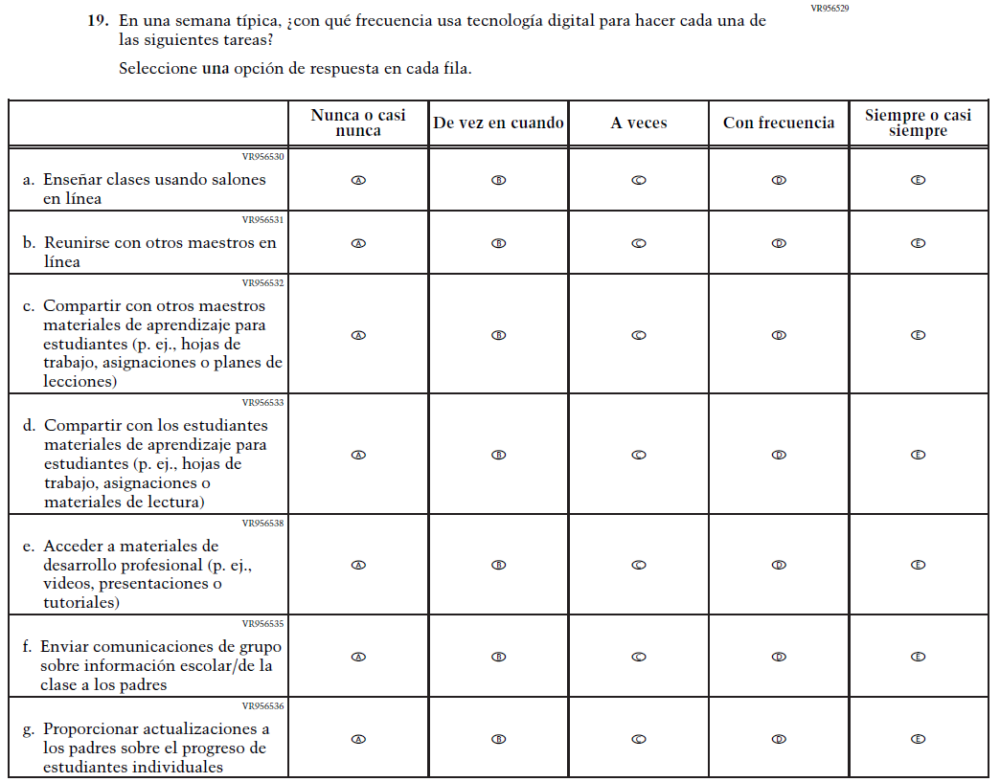 VR956529
19. En una semana típica, ¿con qué frecuencia usa tecnología digital para hacer cada una de
las siguientes tareas?
Seleccione una opción de respuesta en cada fila.
Nunca o casi
nunca
De vez en cuando
A veces
Con frecuencia
Siempre o casi
siempre
VR956530
a. Enseñar clases usando salones
en línea
A B C D E
VR956531
b. Reunirse con otros maestros en
línea
A B C D E
VR956532
c. Compartir con otros maestros
materiales de aprendizaje para
estudiantes (p. ej., hojas de
trabajo, asignaciones o planes de
lecciones)
A B C D E
VR956533
d. Compartir con los estudiantes
materiales de aprendizaje para
estudiantes (p. ej., hojas de
trabajo, asignaciones o
materiales de lectura)
A B C D E
VR956538
e. Acceder a materiales de
desarrollo profesional (p. ej.,
videos, presentaciones o
tutoriales)
A B C D E
VR956535
f. Enviar comunicaciones de grupo
sobre información escolar/de la
clase a los padres
A B C D E
VR956536
g. Proporcionar actualizaciones a
los padres sobre el progreso de
estudiantes individuales
A B C D E